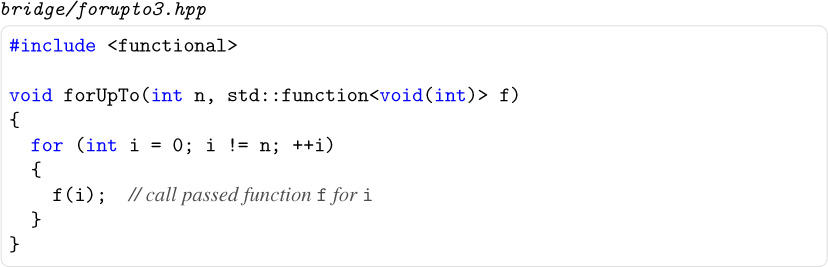 bridge/forupto3.hpp
#include <functional>
void forUpTo(int n, std::function<void(int)> f)
{
for (int i = 0; i != n; ++i)
{
f(i); // call passed function f for i
}
}